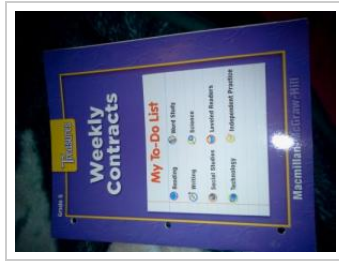 Grade 6
Treasures
Weekly
Contracts
My To-Do List
Reading
Word Study
Writing
Science
Social Studies
Leveled Readers
Technology
Independent Practice
Macmillan McGraw-Hill